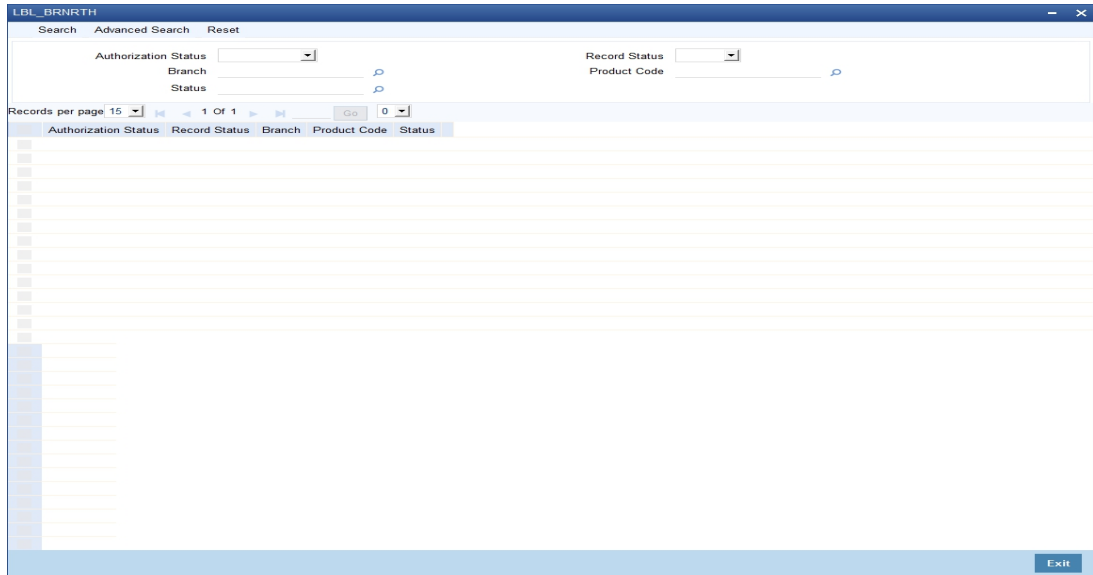 LBL_BRNRTH
Search Advanced Search Reset
Authorization Status Record Status
Branch Product Code
Status
Records per page 15 1 Of 1 Go 0
Authorization Status Record Status Branch Product Code Status
Exit